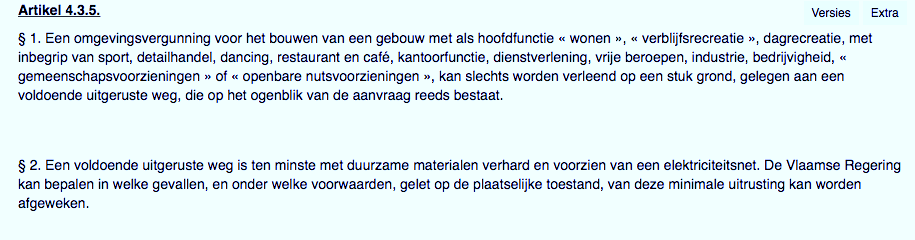 Artikel 4.3.5.
Versies Extra
§ 1. Een omgevingsvergunning voor het bouwen van een gebouw met als hoofdfunctie « wonen », « verblijfsrecreatie », dagrecreatie, met
inbegrip van sport, detailhandel, dancing, restaurant en café, kantoorfunctie, dienstverlening, vrije beroepen, industrie, bedrijvigheid, «
gemeenschapsvoorzieningen » of « openbare nutsvoorzieningen », kan slechts worden verleend op een stuk grond, gelegen aan een
voldoende uitgeruste weg, die op het ogenblik van de aanvraag reeds bestaat.
§ 2. Een voldoende uitgeruste weg is ten minste met duurzame materialen verhard en voorzien van een elektriciteitsnet. De Vlaamse Regering
kan bepalen in welke gevallen, en onder welke voorwaarden, gelet op de plaatselijke toestand, van deze minimale uitrusting kan worden
afgeweken.